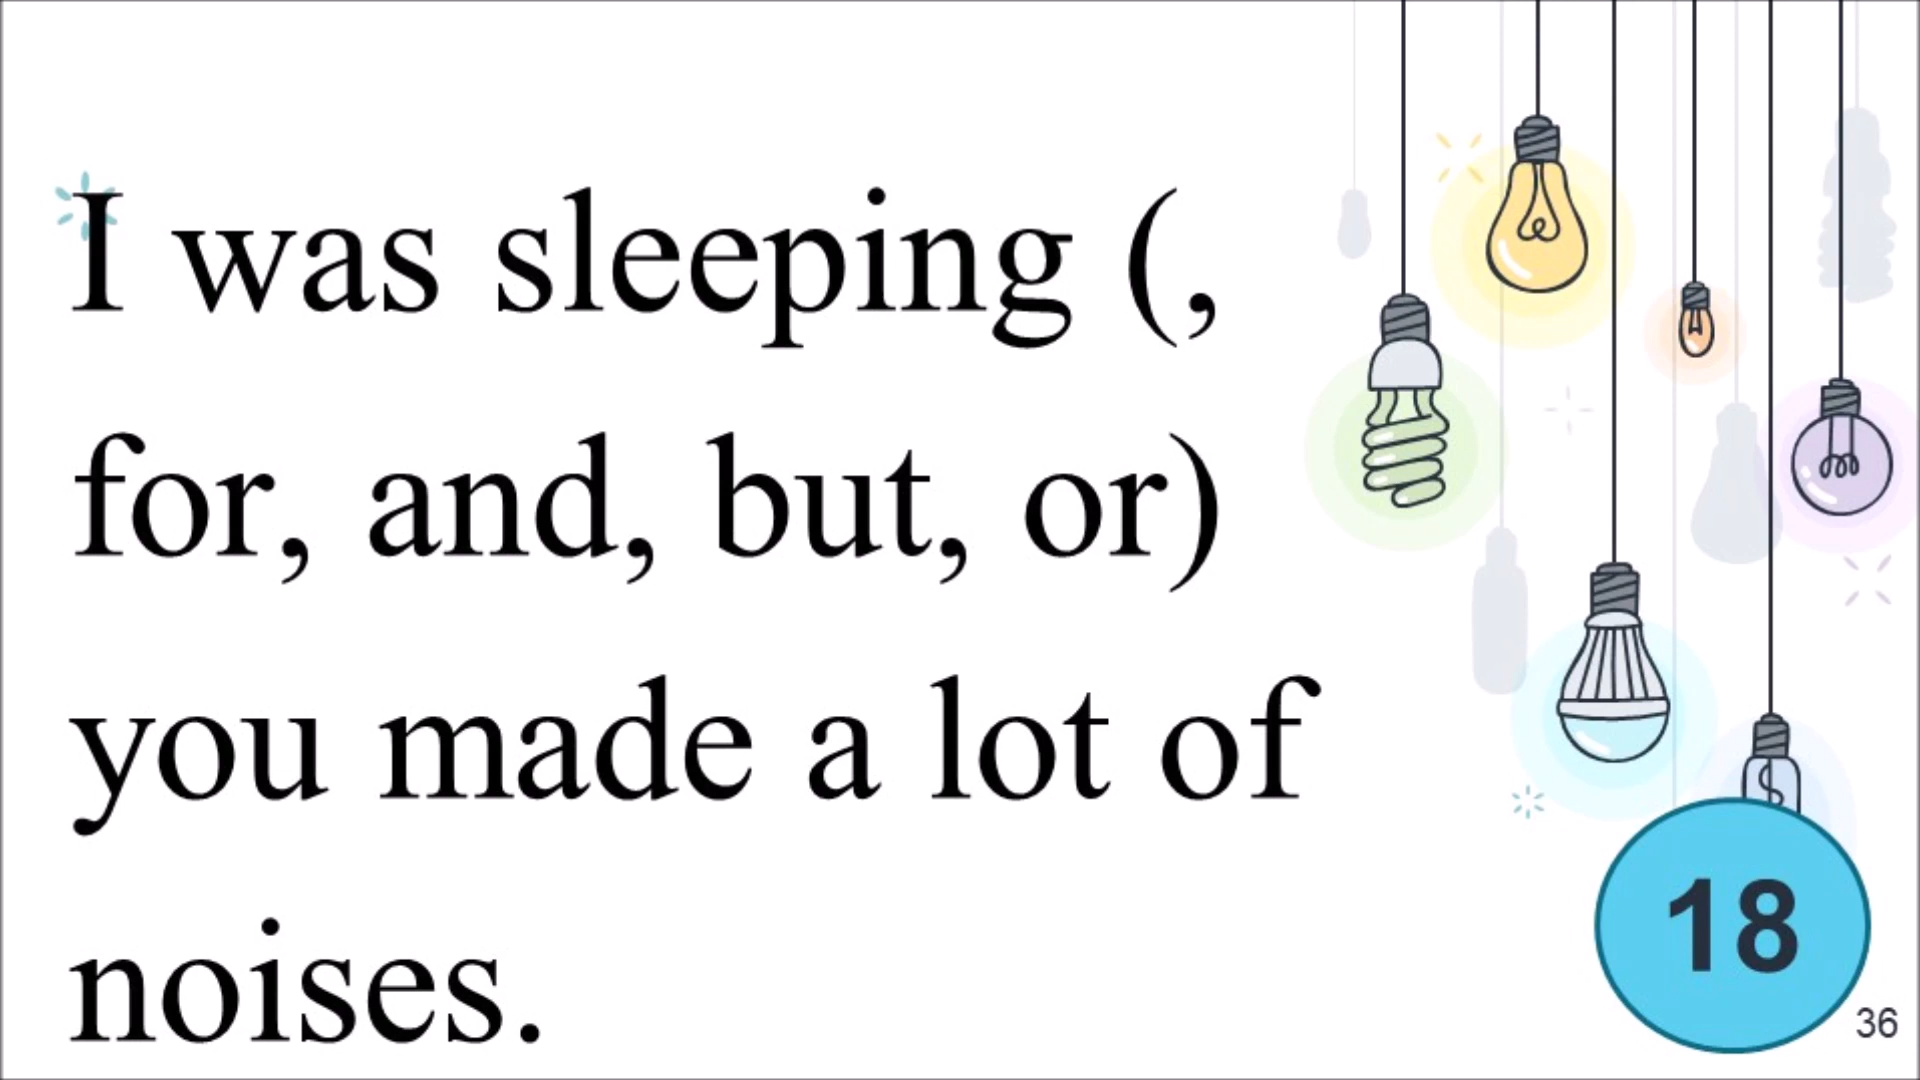 I was sleeping (,
for, and, but, or)
you made a lot of
noises.
18
36